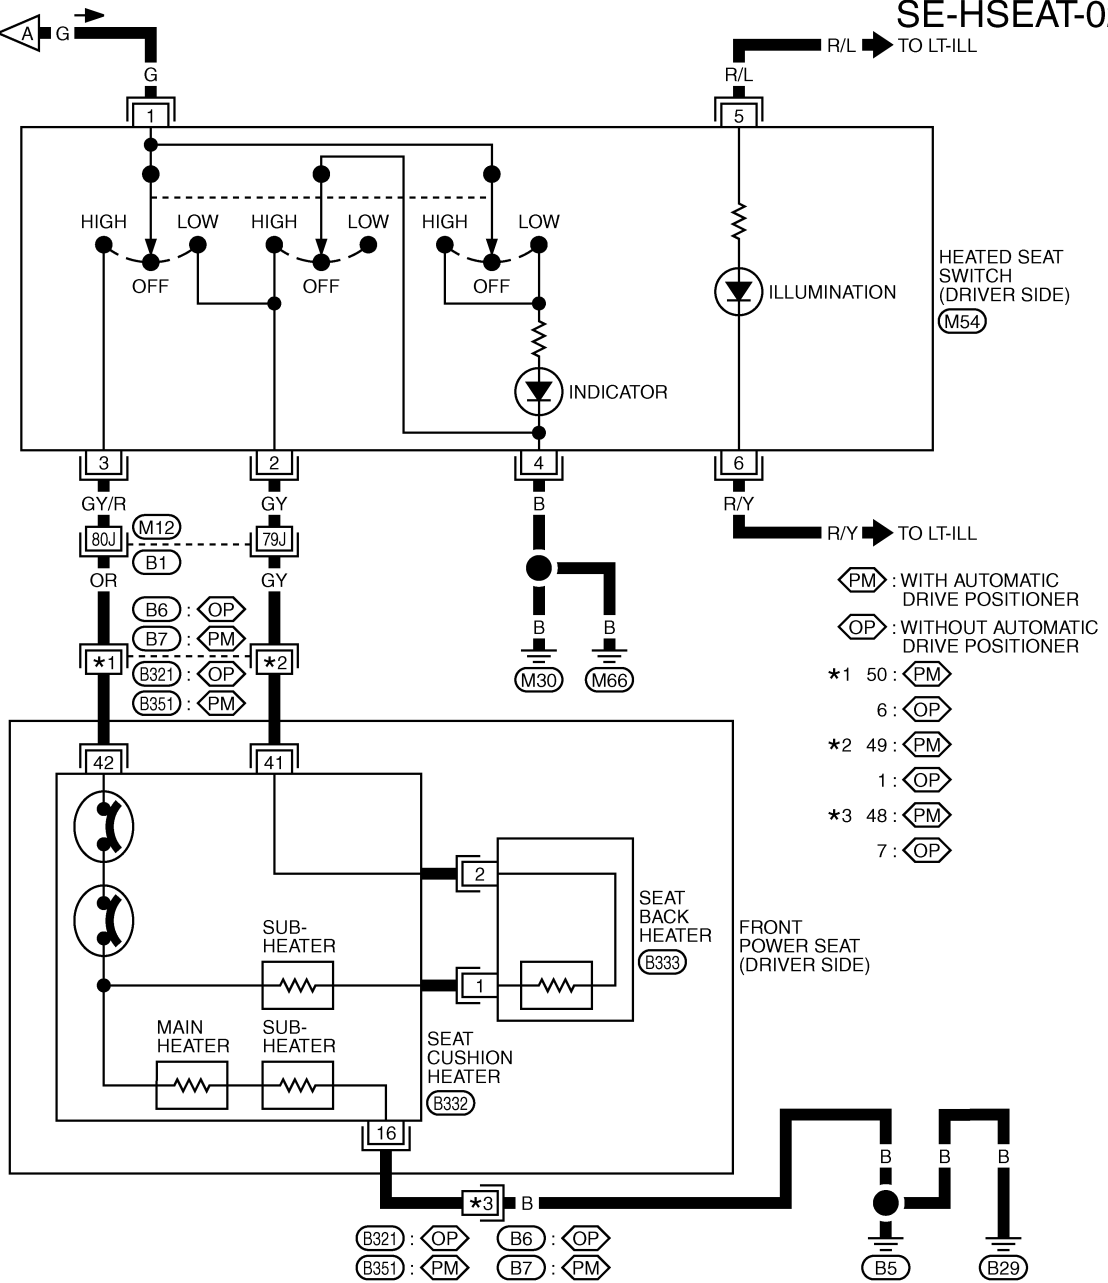 SE-HSEAT-02
A G
R/L TO LT-ILL
G
R/L
1
5
HIGH LOW HIGH LOW HIGH LOW
OFF OFF OFF
ILLUMINATION
HEATED SEAT
SWITCH
(DRIVER SIDE)
M54
INDICATOR
3 2 4 6
GY/R GY B R/Y
80J M12 79J
R/Y TO LT-ILL
B1
OR GY
PM : WITH AUTOMATIC
DRIVE POSITIONER
OP : WITHOUT AUTOMATIC
DRIVE POSITIONER
B6 : OP
B7 : PM
B B
*1 *2
B321 : OP
B351 : PM
M30 M66
*1 50 : PM
6 : OP
*2 49 : PM
1 : OP
*3 48 : PM
7 : OP
42 41
2
SEAT
BACK
HEATER
B333
FRONT
POWER SEAT
(DRIVER SIDE)
SUB-
HEATER
1
MAIN
HEATER
SUB-
HEATER
SEAT
CUSHION
HEATER
B332
16
B B B
*3 B
B321 : OP B6 : OP
B351 : PM B7 : PM
B5 B29